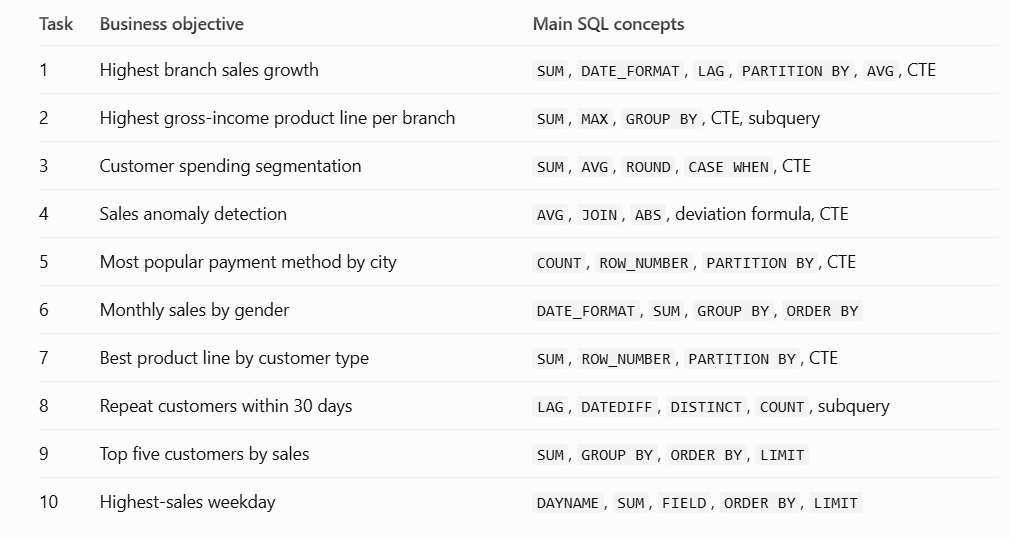 Task Business objective Main SQL concepts
1 Highest branch sales growth SUM, DATE_FORMAT, LAG, PARTITION BY, AVG, CTE
2 Highest gross-income product line per branch SUM, MAX, GROUP BY, CTE, subquery
3 Customer spending segmentation SUM, AVG, ROUND, CASE WHEN, CTE
4 Sales anomaly detection AVG, JOIN, ABS, deviation formula, CTE
5 Most popular payment method by city COUNT, ROW_NUMBER, PARTITION BY, CTE
6 Monthly sales by gender DATE_FORMAT, SUM, GROUP BY, ORDER BY
7 Best product line by customer type SUM, ROW_NUMBER, PARTITION BY, CTE
8 Repeat customers within 30 days LAG, DATEDIFF, DISTINCT, COUNT, subquery
9 Top five customers by sales SUM, GROUP BY, ORDER BY, LIMIT
10 Highest-sales weekday DAYNAME, SUM, FIELD, ORDER BY, LIMIT